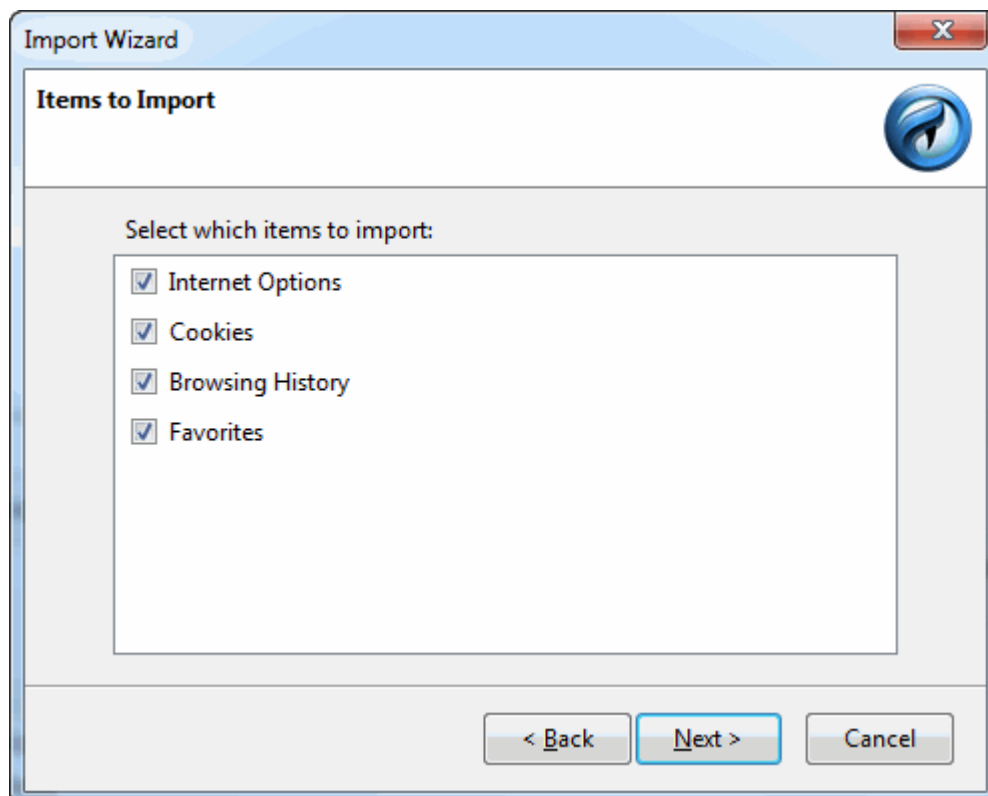 Import Wizard
Items to Import
Select which items to import:
Internet Options
Cookies
Browsing History
Favorites
< Back Next > Cancel